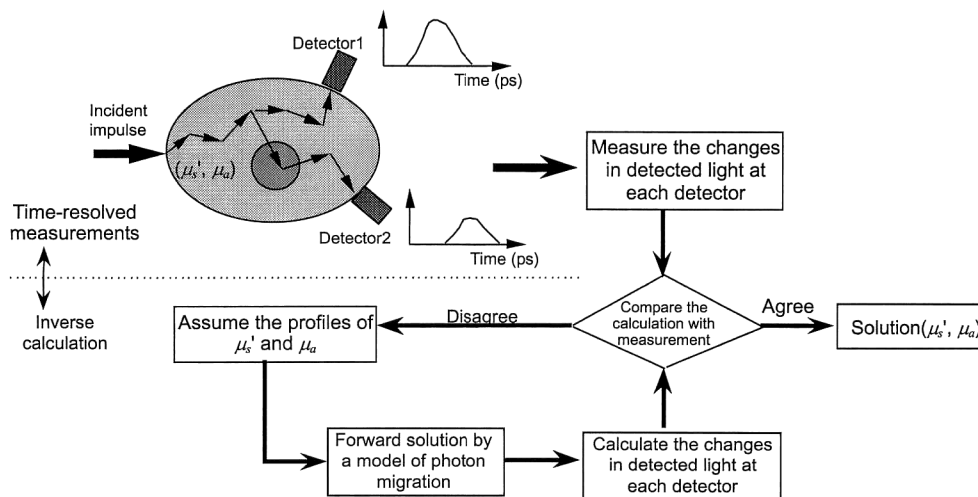 Detector1
Time (ps)
Incident
impulse
(μs', μa)
Detector2
Time (ps)
Measure the changes
in detected light at
each detector
Time-resolved
measurements
Inverse
calculation
Compare the
calculation with
measurement
Disagree
Agree
Assume the profiles of
μs' and μa
Solution(μs', μa)
Forward solution by
a model of photon
migration
Calculate the changes
in detected light at
each detector